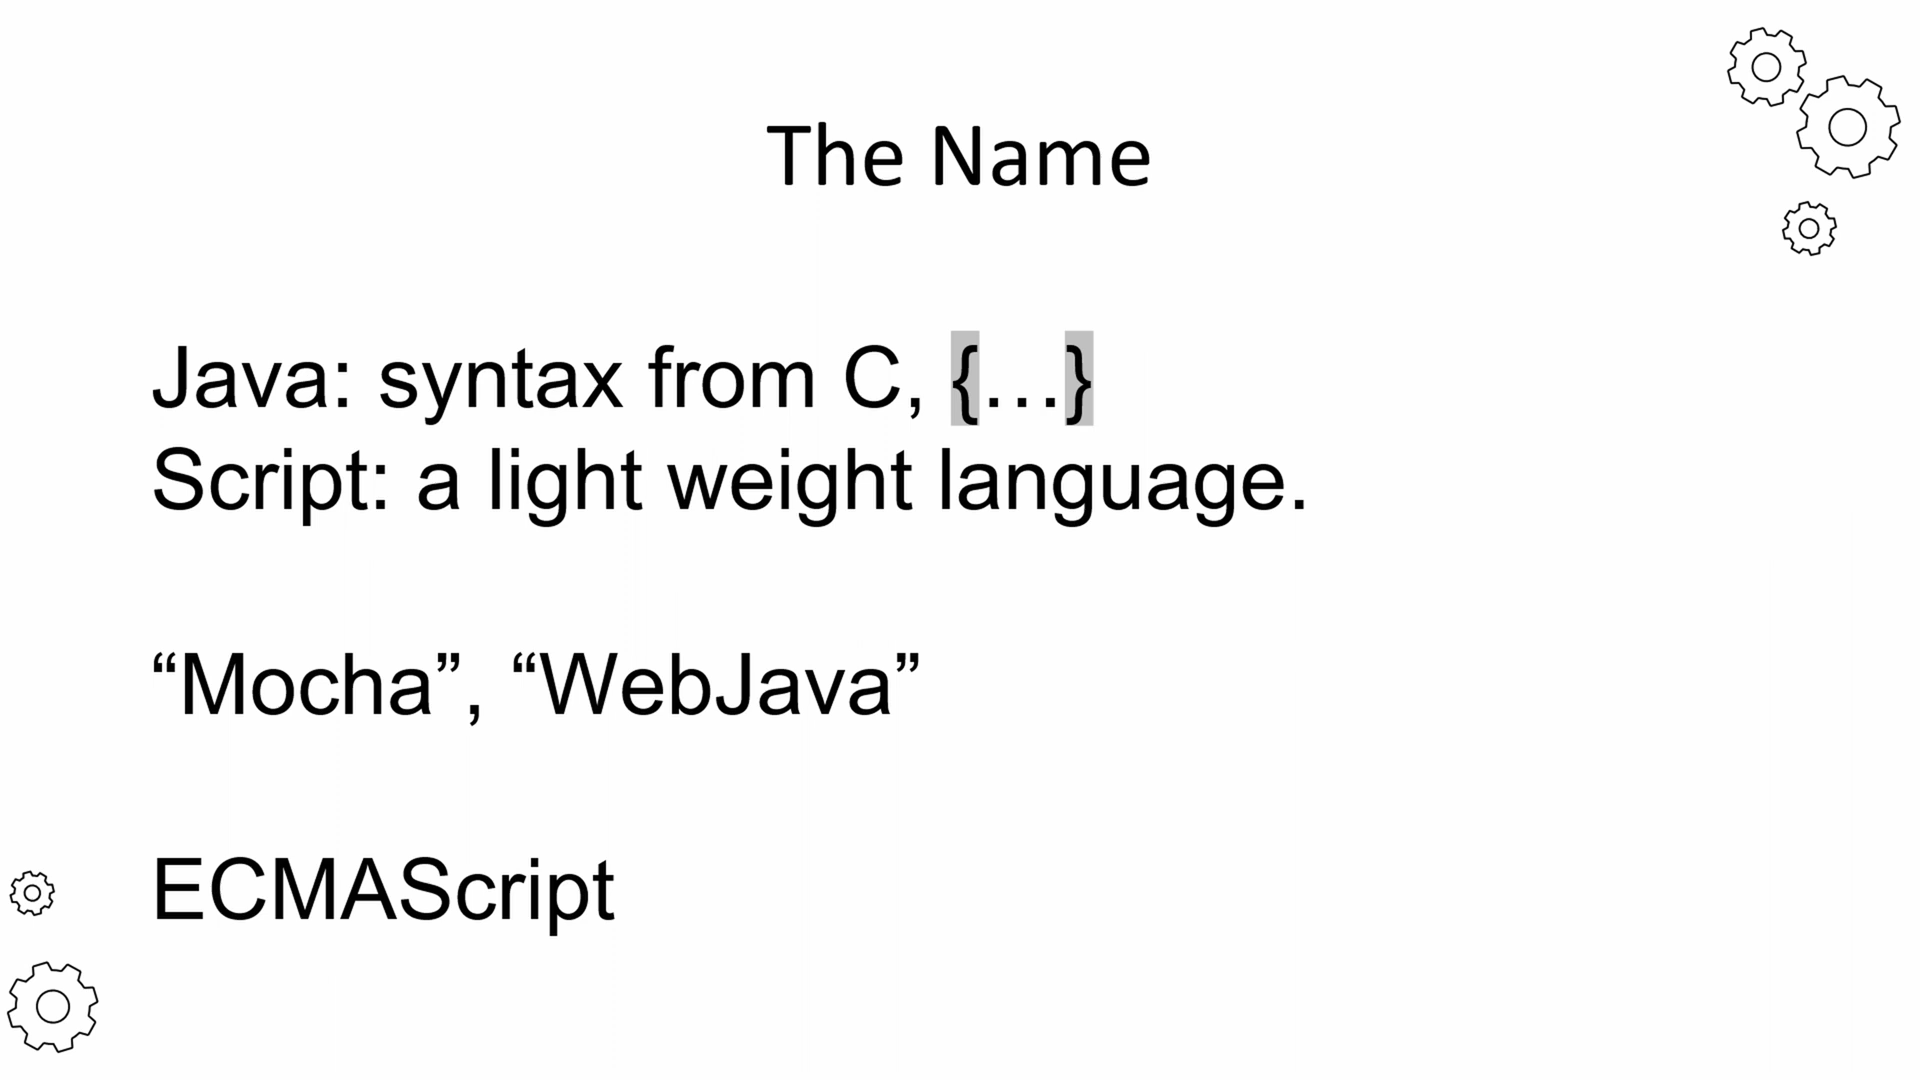 The Name
Java: syntax from C, {…}
Script: a light weight language.
“Mocha”, “WebJava”
ECMAScript